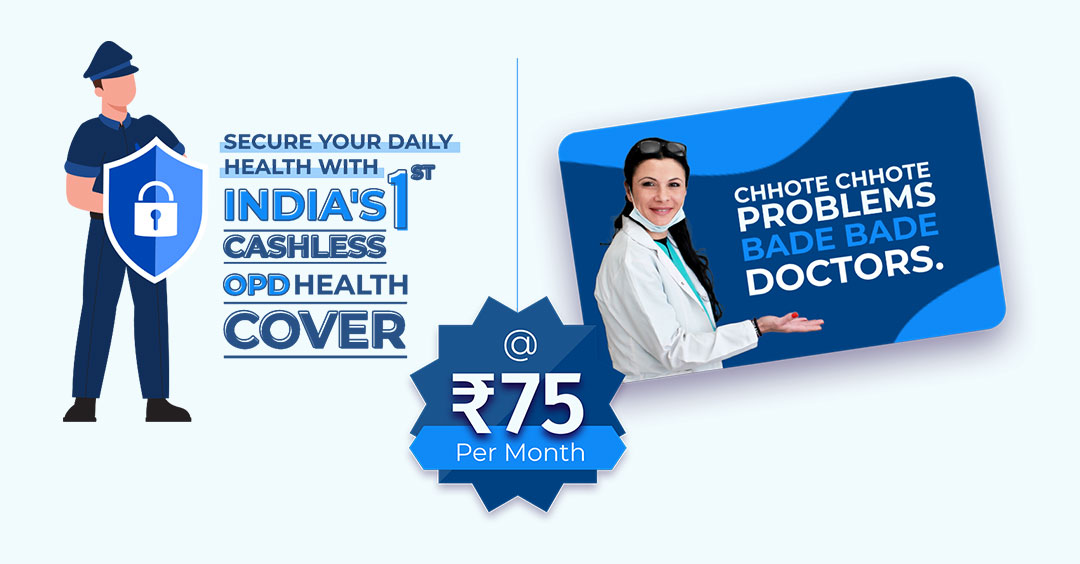 SECURE YOUR DAILY
HEALTH WITH
INDIA'S 1ST
CASHLESS
OPD HEALTH
COVER
@
₹75
Per Month
CHHOTE CHHOTE
PROBLEMS
BADE BADE
DOCTORS.